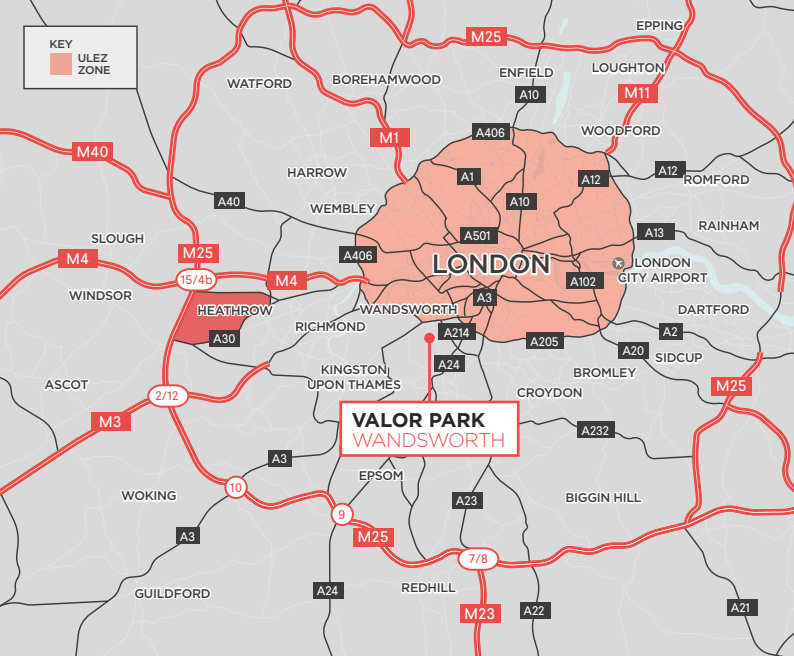 KEY
ULEZ
ZONE
EPPING
M25
LOUGHTON
ENFIELD
BOREHAMWOOD
WATFORD
A10
M11
WOODFORD
A406
M1
M40
HARROW
A1
A12
A12
ROMFORD
A40
WEMBLEY
A10
RAINHAM
A13
SLOUGH
A501
M25
A406
M4
LONDON
LONDON
CITY AIRPORT
15/4b
M4
A102
WINDSOR
A3
HEATHROW
WANDSWORTH
DARTFORD
RICHMOND
A214
A2
A30
A205
A20
SIDCUP
A24
KINGSTON
UPON THAMES
BROMLEY
ASCOT
M25
2/12
CROYDON
M3
VALOR PARK
WANDSWORTH
A232
A3
EPSOM
10
WOKING
A23
BIGGIN HILL
9
A3
M25
7/8
GUILDFORD
A24
REDHILL
M23
A22
A21